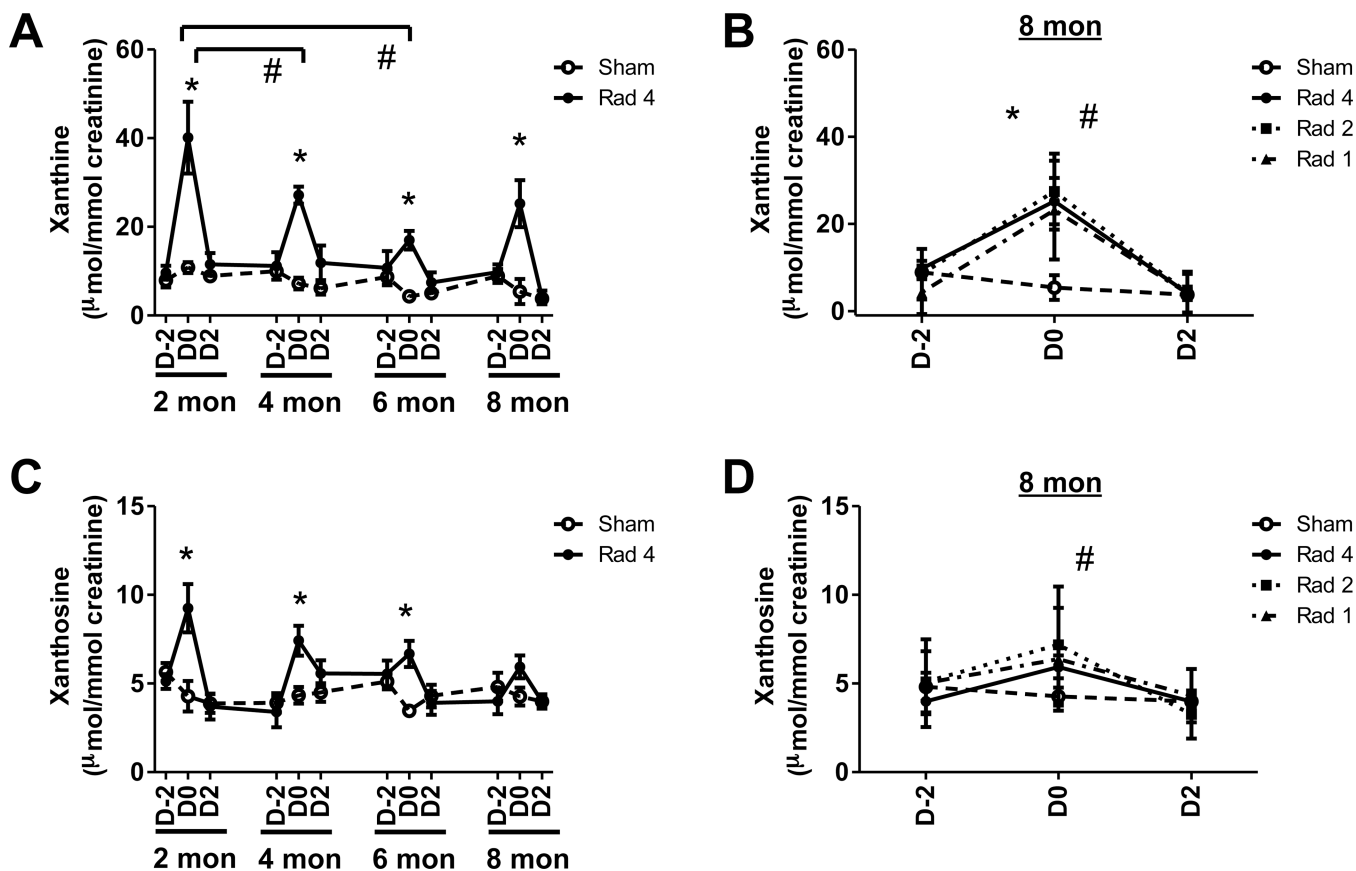 A
60
40
20
0
Xanthine
(μmol/mmol creatinine)
#
#
*
*
*
*
Sham
Rad 4
D-2
D0
D2
D-2
D0
D2
D-2
D0
D2
D-2
D0
D2
2 mon
4 mon
6 mon
8 mon
B
8 mon
60
40
20
0
Xanthine
(μmol/mmol creatinine)
*
#
Sham
Rad 4
Rad 2
Rad 1
D-2
D0
D2
C
15
10
5
0
Xanthosine
(μmol/mmol creatinine)
*
*
*
Sham
Rad 4
D-2
D0
D2
D-2
D0
D2
D-2
D0
D2
D-2
D0
D2
2 mon
4 mon
6 mon
8 mon
D
8 mon
15
10
5
0
Xanthosine
(μmol/mmol creatinine)
#
Sham
Rad 4
Rad 2
Rad 1
D-2
D0
D2